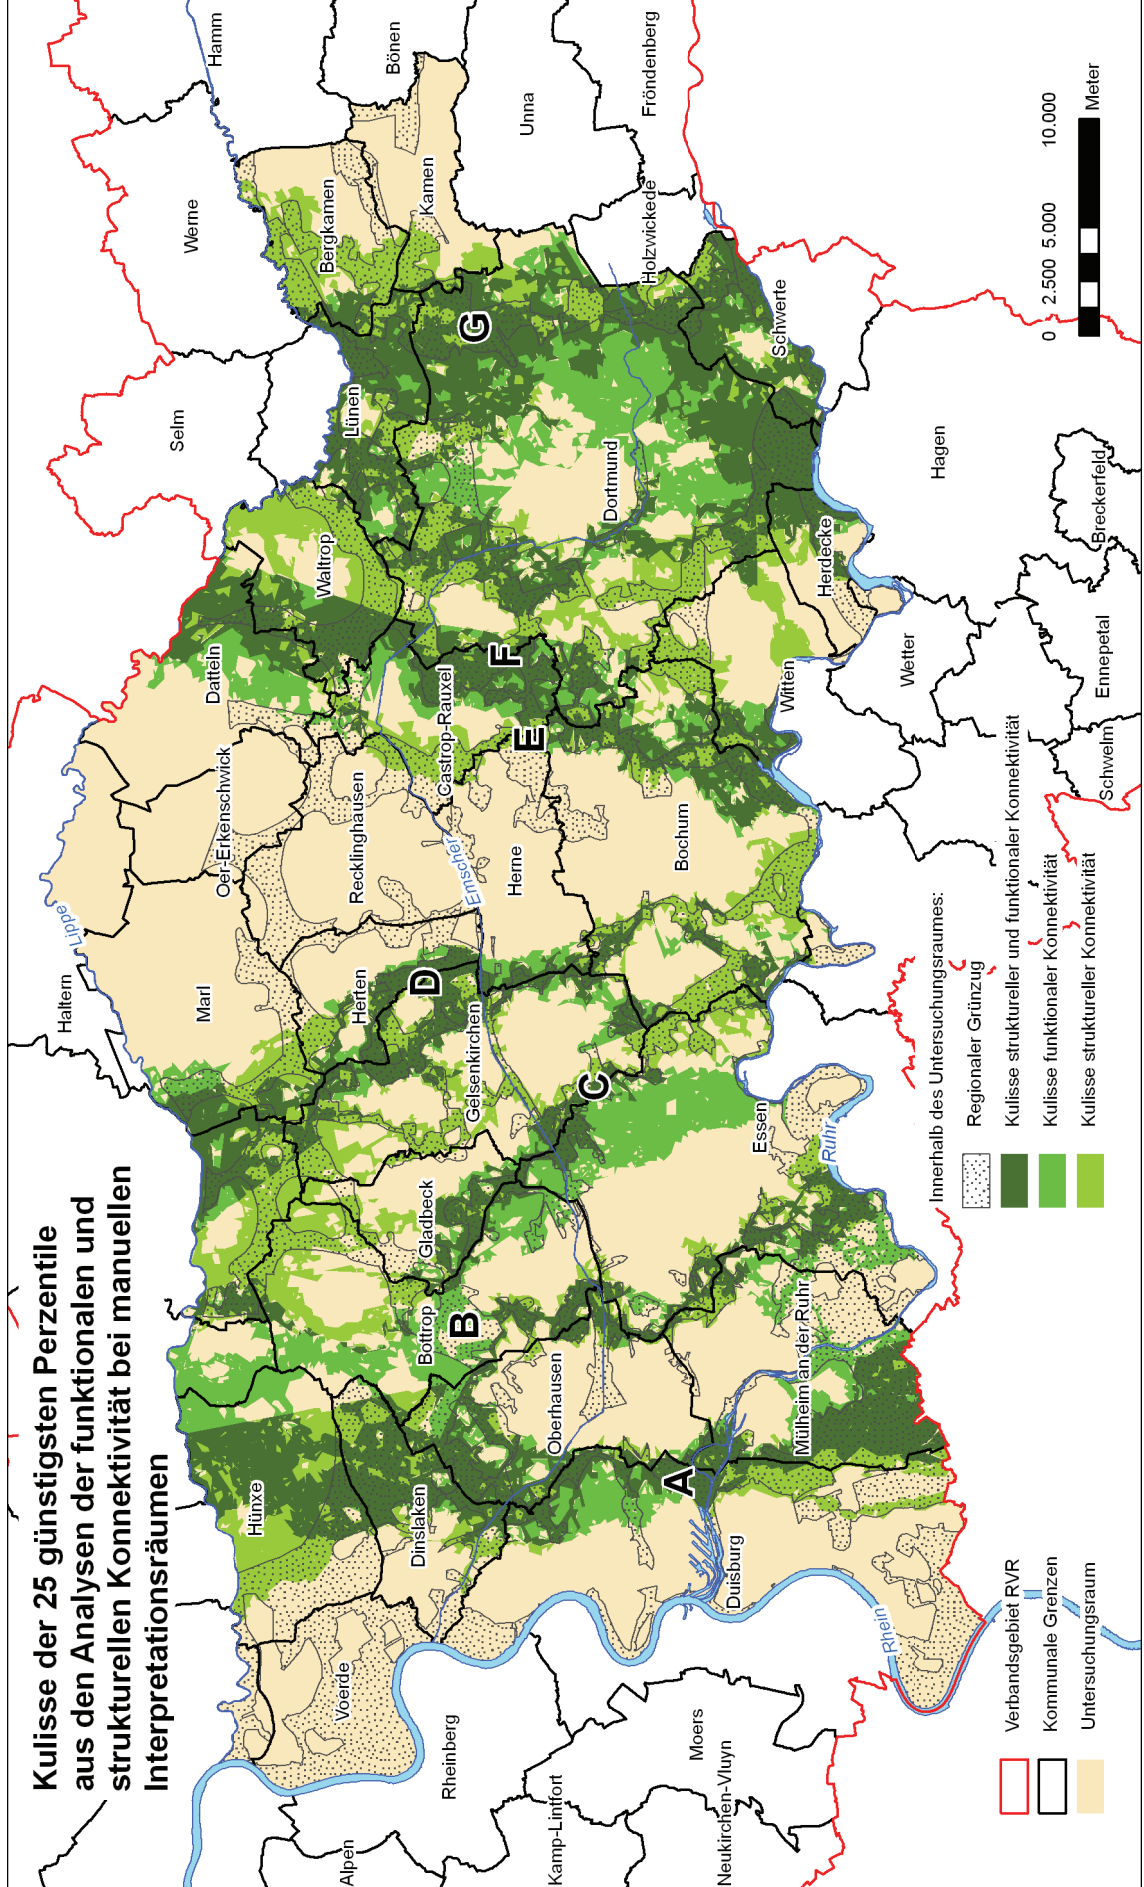 Kulisse der 25 günstigsten Perzentile
aus den Analysen der funktionalen und
strukturellen Konnektivität bei manuellen
Interpretationsräumen
Alpen
Kamp-Lintfort
Neukirchen-Vluyn
Rheinberg
Moers
Voerde
Rhein
Duisburg
Hünxe
Dinslaken
A
Oberhausen
Mülheim an der Ruhr
Bottrop
B
Gladbeck
Essen
Ruhr
Gelsenkirchen
C
Haltern
Marl
Herten
D
Lippe
Oer-Erkenschwick
Recklinghausen
Emscher
Herne
Bochum
E
Castrop-Rauxel
F
Datteln
Waltrop
Witten
Wetter
Herdecke
Schwelm
Ennepetal
Breckerfeld
Hagen
Dortmund
Selm
Lünen
G
Schwerte
Werne
Bergkamen
Kamen
Holzwickede
Hamm
Bönen
Unna
Fröndenberg
Verbandsgebiet RVR
Kommunale Grenzen
Untersuchungsraum
Innerhalb des Untersuchungsraumes:
Regionaler Grünzug
Kulisse struktureller und funktionaler Konnektivität
Kulisse funktionaler Konnektivität
Kulisse struktureller Konnektivität
0 2.500 5.000 10.000
Meter